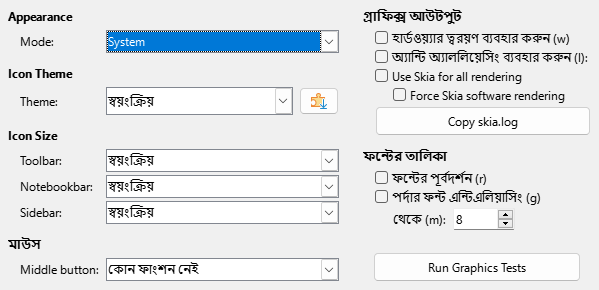 Appearance
Mode: System
Icon Theme
Theme: স্বয়ংক্রিয়
Icon Size
Toolbar: স্বয়ংক্রিয়
Notebookbar: স্বয়ংক্রিয়
Sidebar: স্বয়ংক্রিয়
মাউস
Middle button: কোন ফাংশন নেই
গ্রাফিক্স আউটপুট
হার্ডওয়্যার ত্বরয়ণ ব্যবহার করুন (w)
অ্যান্টি অ্যাললিয়েসিং ব্যবহার করুন (l):
Use Skia for all rendering
Force Skia software rendering
Copy skia.log
ফন্টের তালিকা
ফন্টের পূর্বদর্শন (r)
পর্দার ফন্ট এন্টিএলিয়াসিং (g)
থেকে (m): 8
Run Graphics Tests